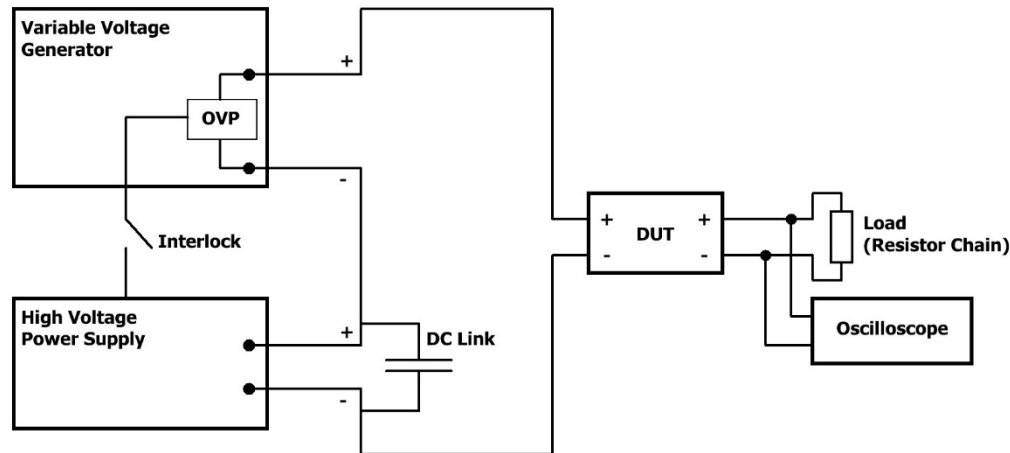 Variable Voltage
Generator
+
OVP
-
Interlock
+
-
DUT
+
-
Load
(Resistor Chain)
Oscilloscope
High Voltage
Power Supply
+
-
DC Link